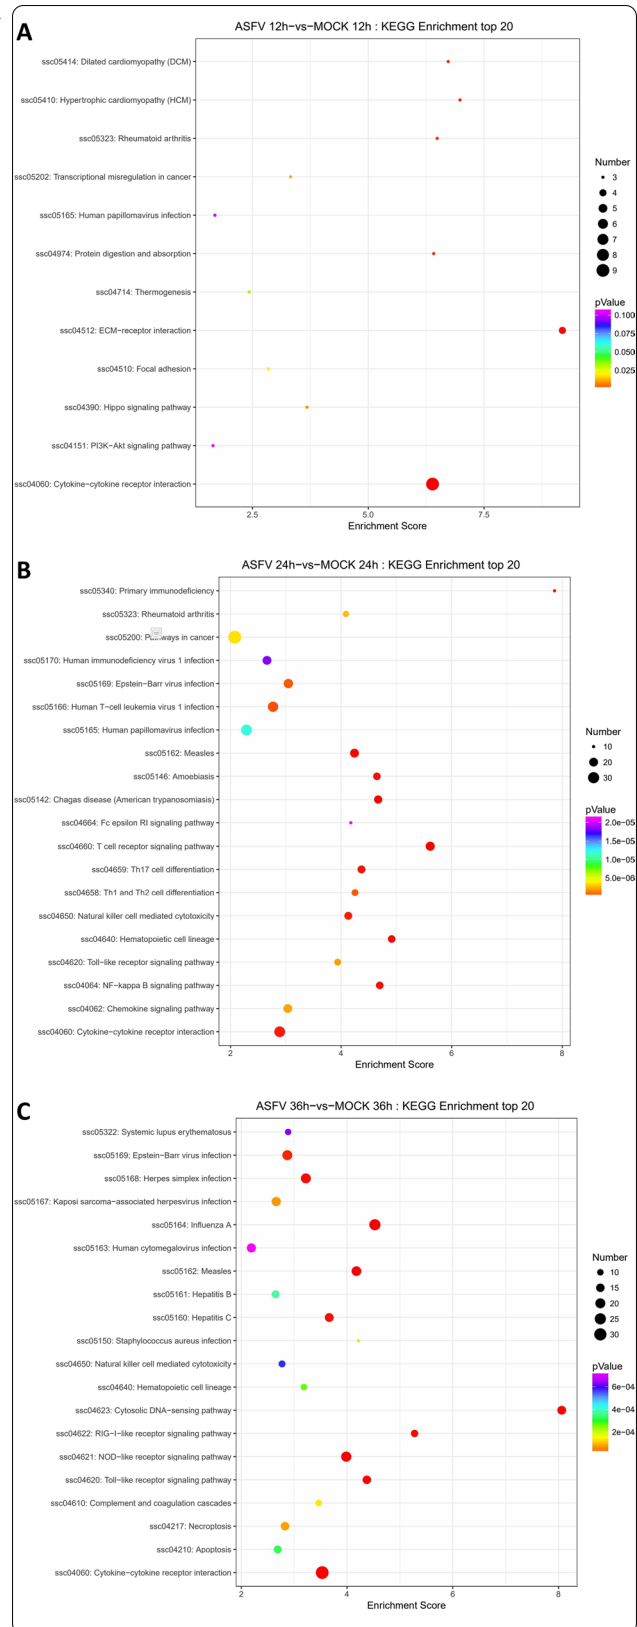 A
ASFV 12h−vs−MOCK 12h : KEGG Enrichment top 20
ssc05414: Dilated cardiomyopathy (DCM)
ssc05410: Hypertrophic cardiomyopathy (HCM)
ssc05323: Rheumatoid arthritis
ssc05202: Transcriptional misregulation in cancer
ssc05165: Human papillomavirus infection
ssc04974: Protein digestion and absorption
ssc04714: Thermogenesis
ssc04512: ECM−receptor interaction
ssc04510: Focal adhesion
ssc04390: Hippo signaling pathway
ssc04151: PI3K−Akt signaling pathway
ssc04060: Cytokine−cytokine receptor interaction
2.5 5.0 7.5
Enrichment Score
Number
3
4
5
6
7
8
9
pValue
0.100
0.075
0.050
0.025
B
ASFV 24h−vs−MOCK 24h : KEGG Enrichment top 20
ssc05340: Primary immunodeficiency
ssc05323: Rheumatoid arthritis
ssc05200: Pathways in cancer
ssc05170: Human immunodeficiency virus 1 infection
ssc05169: Epstein−Barr virus infection
ssc05166: Human T−cell leukemia virus 1 infection
ssc05165: Human papillomavirus infection
ssc05162: Measles
ssc05146: Amoebiasis
ssc05142: Chagas disease (American trypanosomiasis)
ssc04664: Fc epsilon RI signaling pathway
ssc04660: T cell receptor signaling pathway
ssc04659: Th17 cell differentiation
ssc04658: Th1 and Th2 cell differentiation
ssc04650: Natural killer cell mediated cytotoxicity
ssc04640: Hematopoietic cell lineage
ssc04620: Toll−like receptor signaling pathway
ssc04064: NF−kappa B signaling pathway
ssc04062: Chemokine signaling pathway
ssc04060: Cytokine−cytokine receptor interaction
2 4 6 8
Enrichment Score
Number
10
20
30
pValue
2.0e−05
1.5e−05
1.0e−05
5.0e−06
C
ASFV 36h−vs−MOCK 36h : KEGG Enrichment top 20
ssc05322: Systemic lupus erythematosus
ssc05169: Epstein−Barr virus infection
ssc05168: Herpes simplex infection
ssc05167: Kaposi sarcoma−associated herpesvirus infection
ssc05164: Influenza A
ssc05163: Human cytomegalovirus infection
ssc05162: Measles
ssc05161: Hepatitis B
ssc05160: Hepatitis C
ssc05150: Staphylococcus aureus infection
ssc04650: Natural killer cell mediated cytotoxicity
ssc04640: Hematopoietic cell lineage
ssc04623: Cytosolic DNA−sensing pathway
ssc04622: RIG−I−like receptor signaling pathway
ssc04621: NOD−like receptor signaling pathway
ssc04620: Toll−like receptor signaling pathway
ssc04610: Complement and coagulation cascades
ssc04217: Necroptosis
ssc04210: Apoptosis
ssc04060: Cytokine−cytokine receptor interaction
2 4 6 8
Enrichment Score
Number
10
15
20
25
30
pValue
6e−04
4e−04
2e−04